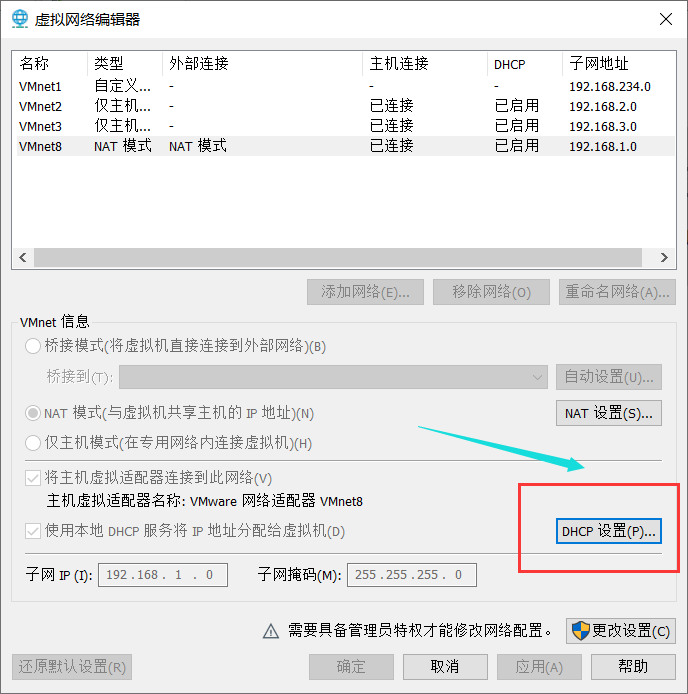 虚拟网络编辑器
名称 类型 外部连接 主机连接 DHCP 子网地址
VMnet1 自定义... - - - 192.168.234.0
VMnet2 仅主机... - 已连接 已启用 192.168.2.0
VMnet3 仅主机... - 已连接 已启用 192.168.3.0
VMnet8 NAT 模式 NAT 模式 已连接 已启用 192.168.1.0
添加网络(E)... 移除网络(O) 重命名网络(A)...
VMnet 信息
桥接模式(将虚拟机直接连接到外部网络)(B)
桥接到(T): 自动设置(U)...
NAT 模式(与虚拟机共享主机的 IP 地址)(N) NAT 设置(S)...
仅主机模式(在专用网络内连接虚拟机)(H)
将主机虚拟适配器连接到此网络(V)
主机虚拟适配器名称: VMware 网络适配器 VMnet8
使用本地 DHCP 服务将 IP 地址分配给虚拟机(D) DHCP 设置(P)...
子网 IP (I): 192.168. 1 . 0 子网掩码(M): 255.255.255. 0
需要具备管理员特权才能修改网络配置。 更改设置(C)
还原默认设置(R) 确定 取消 应用(A) 帮助